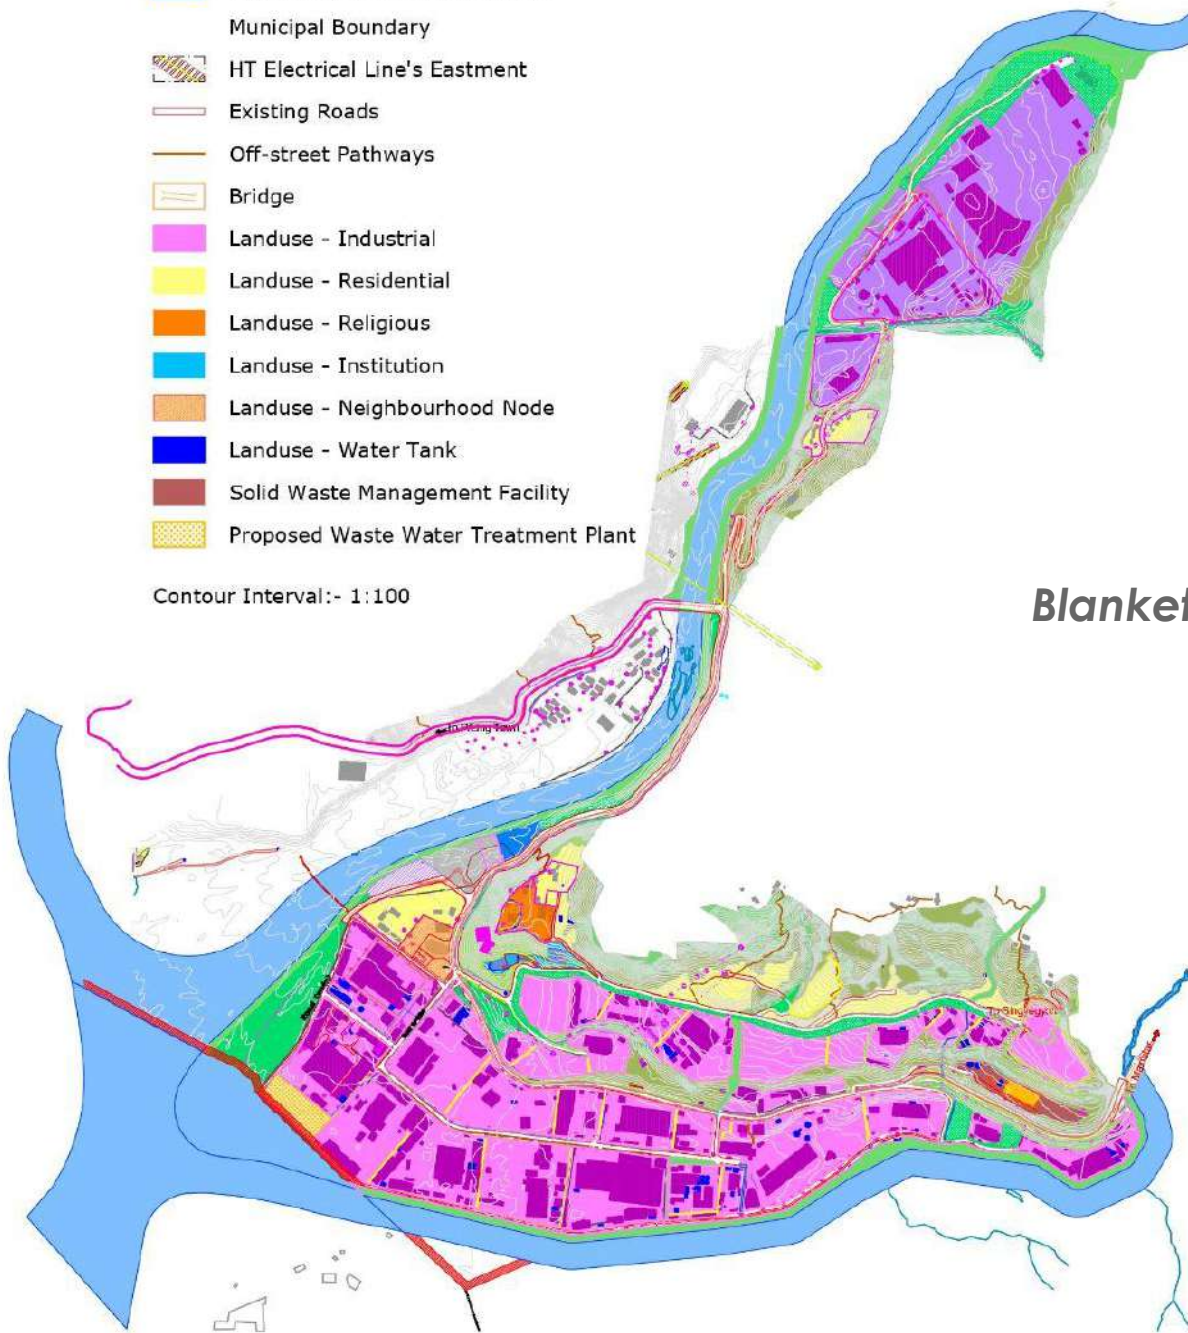 Municipal Boundary
HT Electrical Line's Eastment
Existing Roads
Off-street Pathways
Bridge
Landuse - Industrial
Landuse - Residential
Landuse - Religious
Landuse - Institution
Landuse - Neighbourhood Node
Landuse - Water Tank
Solid Waste Management Facility
Proposed Waste Water Treatment Plant
Contour Interval:- 1:100
Blanket
Town